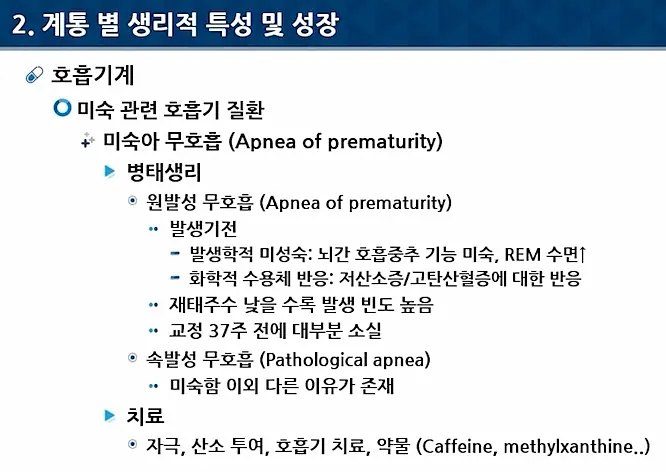 2. 계통 별 생리적 특성 및 성장
호흡기계
미숙 관련 호흡기 질환
미숙아 무호흡 (Apnea of prematurity)
병태생리
원발성 무호흡 (Apnea of prematurity)
발생기전
발생학적 미성숙: 뇌간 호흡중추 기능 미숙, REM 수면↑
화학적 수용체 반응: 저산소증/고탄산혈증에 대한 반응
재태주수 낮을 수록 발생 빈도 높음
교정 37주 전에 대부분 소실
속발성 무호흡 (Pathological apnea)
미숙함 이외 다른 이유가 존재
치료
자극, 산소 투여, 호흡기 치료, 약물 (Caffeine, methylxanthine..)